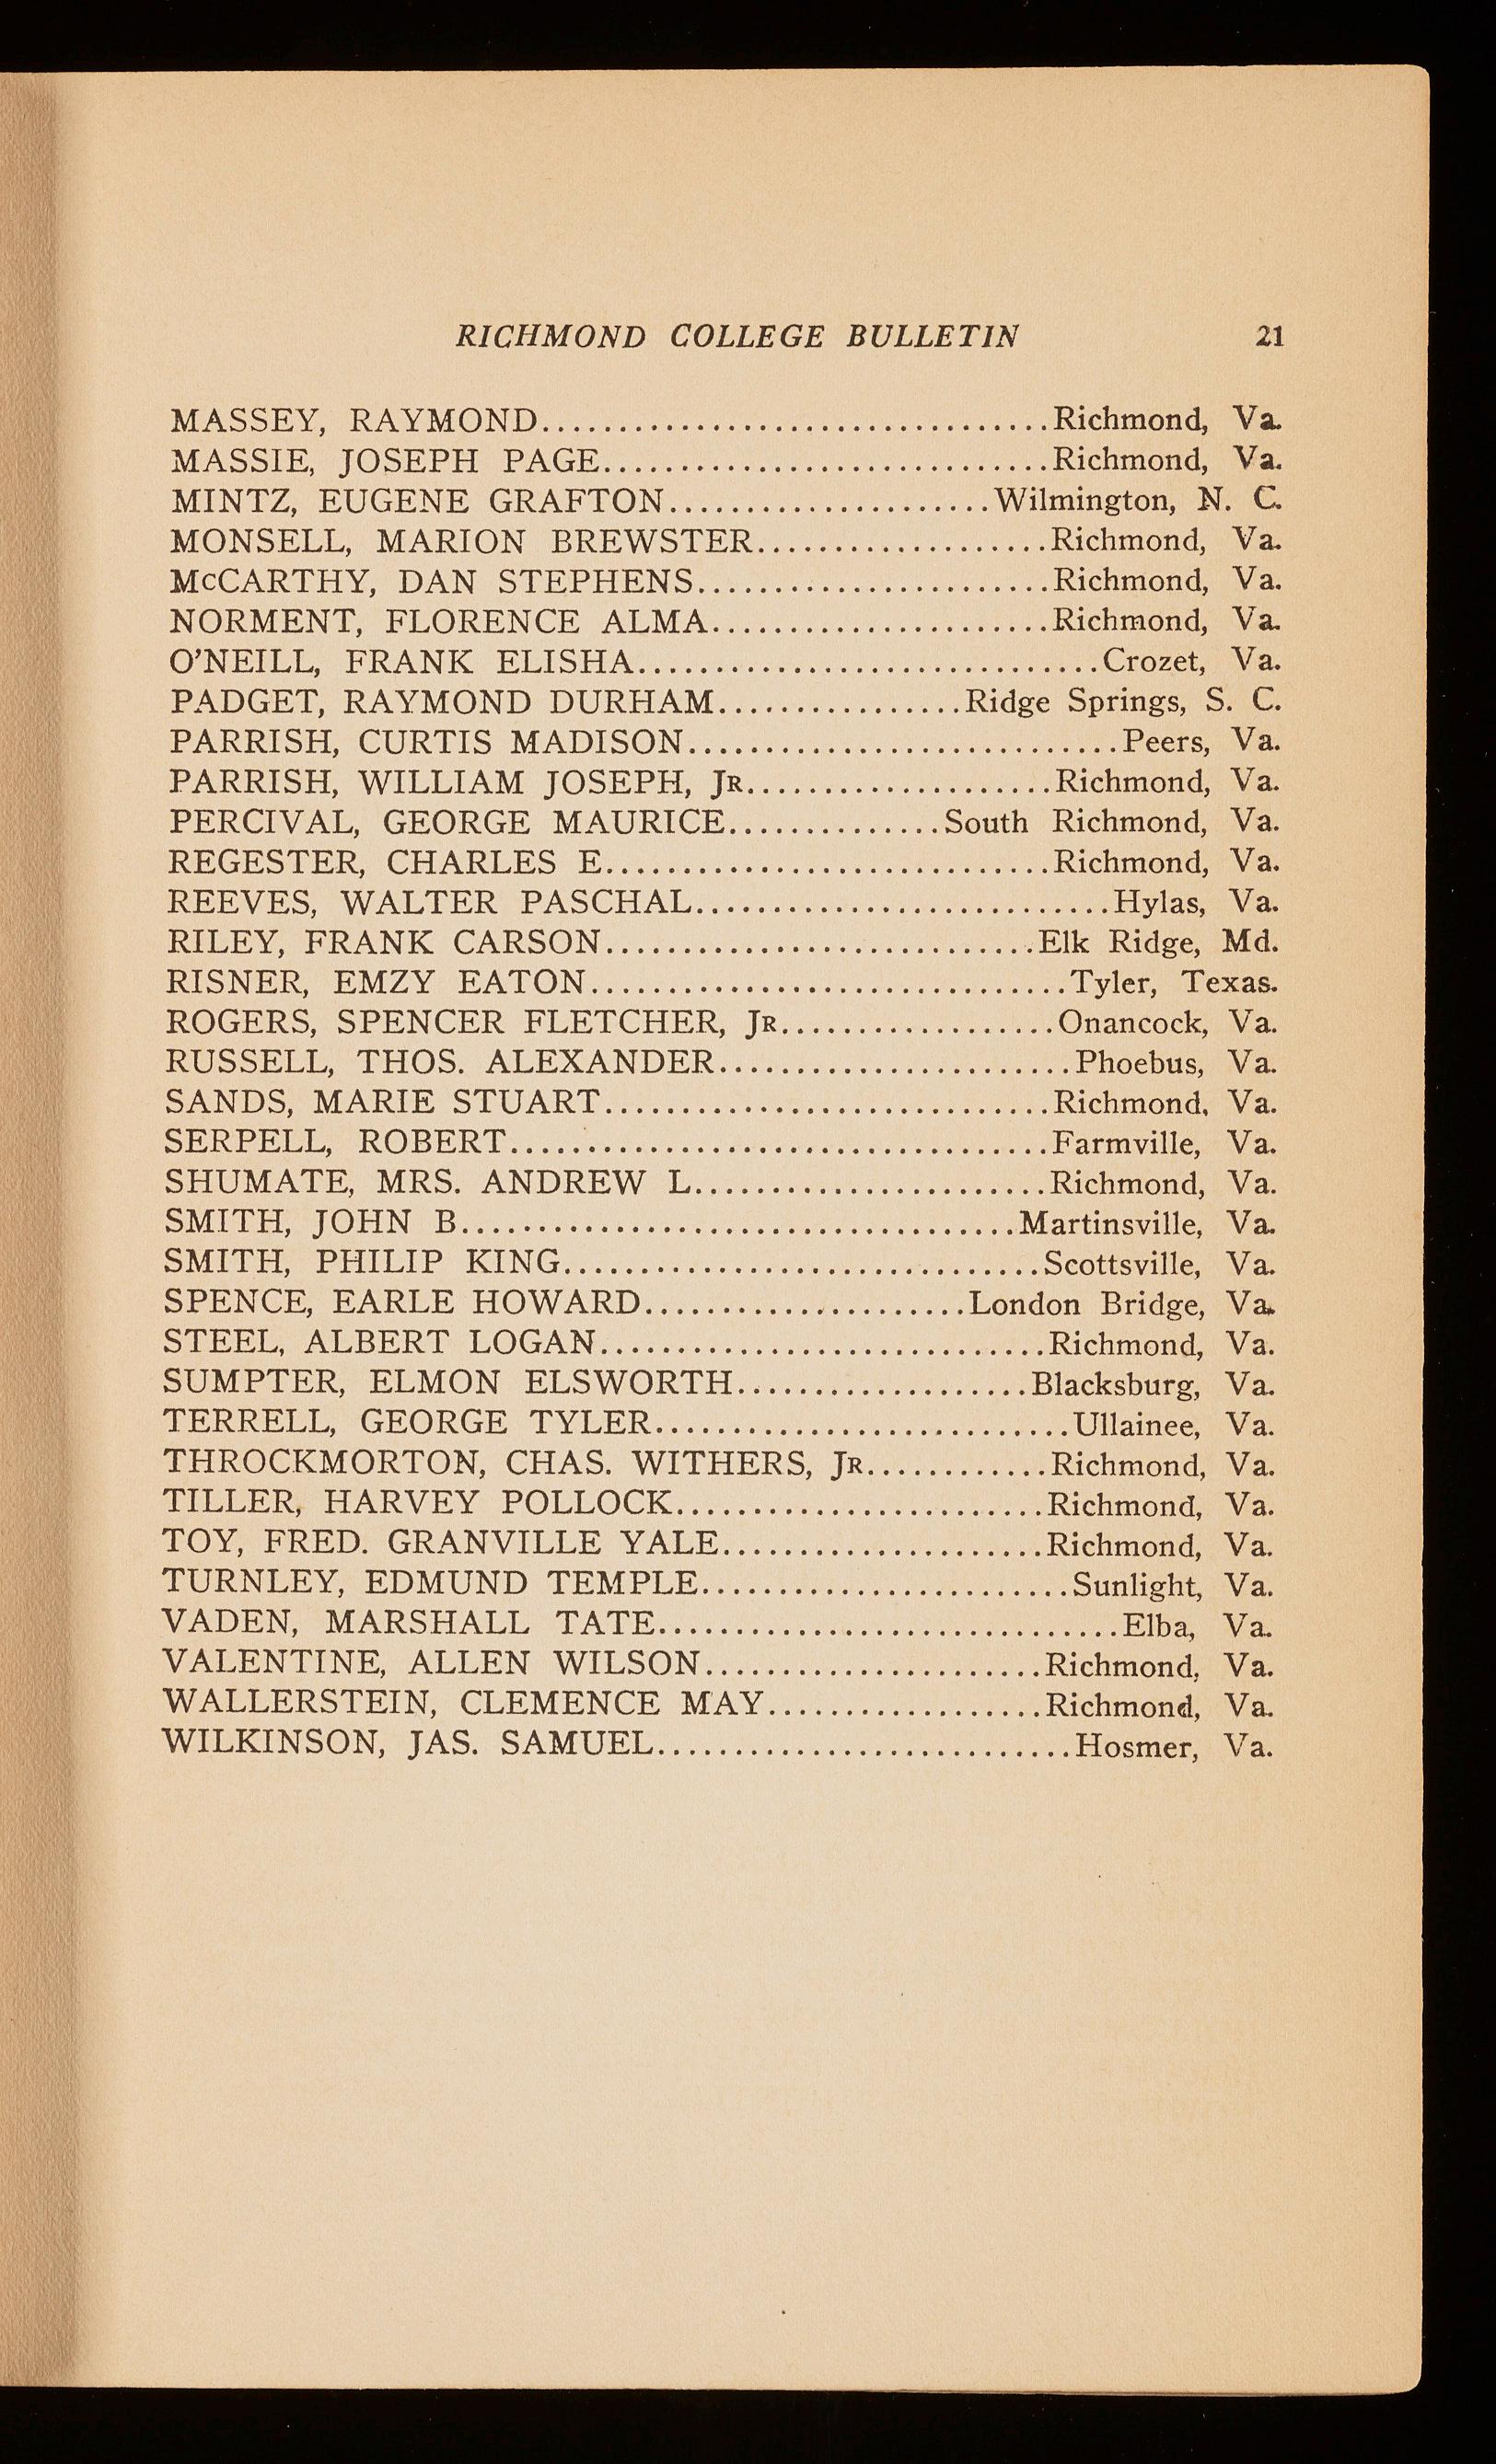 RICHMOND COLLEGE BULLETIN 21
MASSEY, RAYMOND.................................Richmond, Va.
MASSIE, JOSEPH PAGE.............................Richmond, Va.
MINTZ, EUGENE GRAFTON.....................Wilmington, N. C.
MONSELL, MARION BREWSTER...................Richmond, Va.
McCARTHY, DAN STEPHENS.......................Richmond, Va.
NORMENT, FLORENCE ALMA......................Richmond, Va.
O'NEILL, FRANK ELISHA..............................Crozet, Va.
PADGET, RAYMOND DURHAM................Ridge Springs, S. C.
PARRISH, CURTIS MADISON............................Peers, Va.
PARRISH, WILLIAM JOSEPH, JR....................Richmond, Va.
PERCIVAL, GEORGE MAURICE..............South Richmond, Va.
REGESTER, CHARLES E.............................Richmond, Va.
REEVES, WALTER PASCHAL...........................Hylas, Va.
RILEY, FRANK CARSON............................Elk Ridge, Md.
RISNER, EMZY EATON...............................Tyler, Texas.
ROGERS, SPENCER FLETCHER, JR..................Onancock, Va.
RUSSELL, THOS. ALEXANDER.......................Phoebus, Va.
SANDS, MARIE STUART.............................Richmond, Va.
SERPELL, ROBERT...................................Farmville, Va.
SHUMATE, MRS. ANDREW L.......................Richmond, Va.
SMITH, JOHN B....................................Martinsville, Va.
SMITH, PHILIP KING...............................Scottsville, Va.
SPENCE, EARLE HOWARD.....................London Bridge, Va.
STEEL, ALBERT LOGAN.............................Richmond, Va.
SUMPTER, ELMON ELSWORTH...................Blacksburg, Va.
TERRELL, GEORGE TYLER...........................Ullainee, Va.
THROCKMORTON, CHAS. WITHERS, JR............Richmond, Va.
TILLER, HARVEY POLLOCK........................Richmond, Va.
TOY, FRED. GRANVILLE YALE.....................Richmond, Va.
TURNLEY, EDMUND TEMPLE........................Sunlight, Va.
VADEN, MARSHALL TATE..............................Elba, Va.
VALENTINE, ALLEN WILSON......................Richmond, Va.
WALLERSTEIN, CLEMENCE MAY..................Richmond, Va.
WILKINSON, JAS. SAMUEL...........................Hosmer, Va.